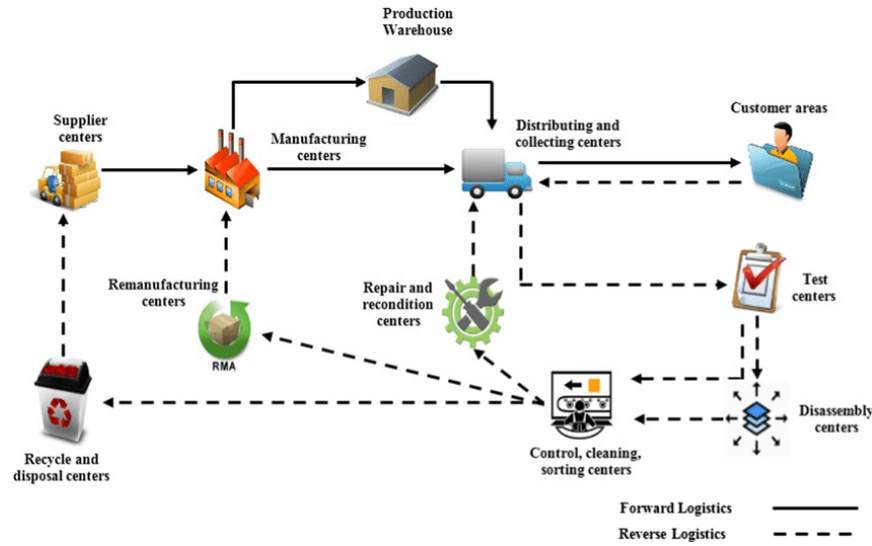 Production
Warehouse
Supplier
centers
Manufacturing
centers
Distributing and
collecting centers
Customer areas
Remanufacturing
centers
RMA
Repair and
recondition
centers
Test
centers
Recycle and
disposal centers
Control, cleaning,
sorting centers
Disassembly
centers
Forward Logistics
Reverse Logistics